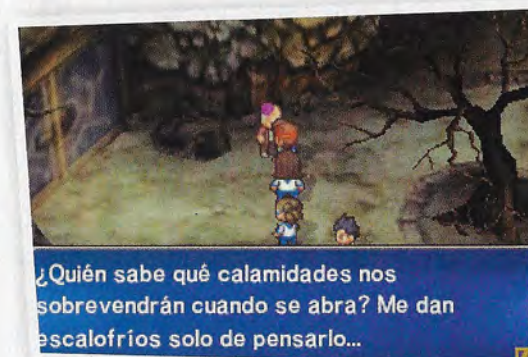 ¿Quién sabe qué calamidades nos
sobrevendrán cuando se abra? Me dan
escalofríos solo de pensarlo...